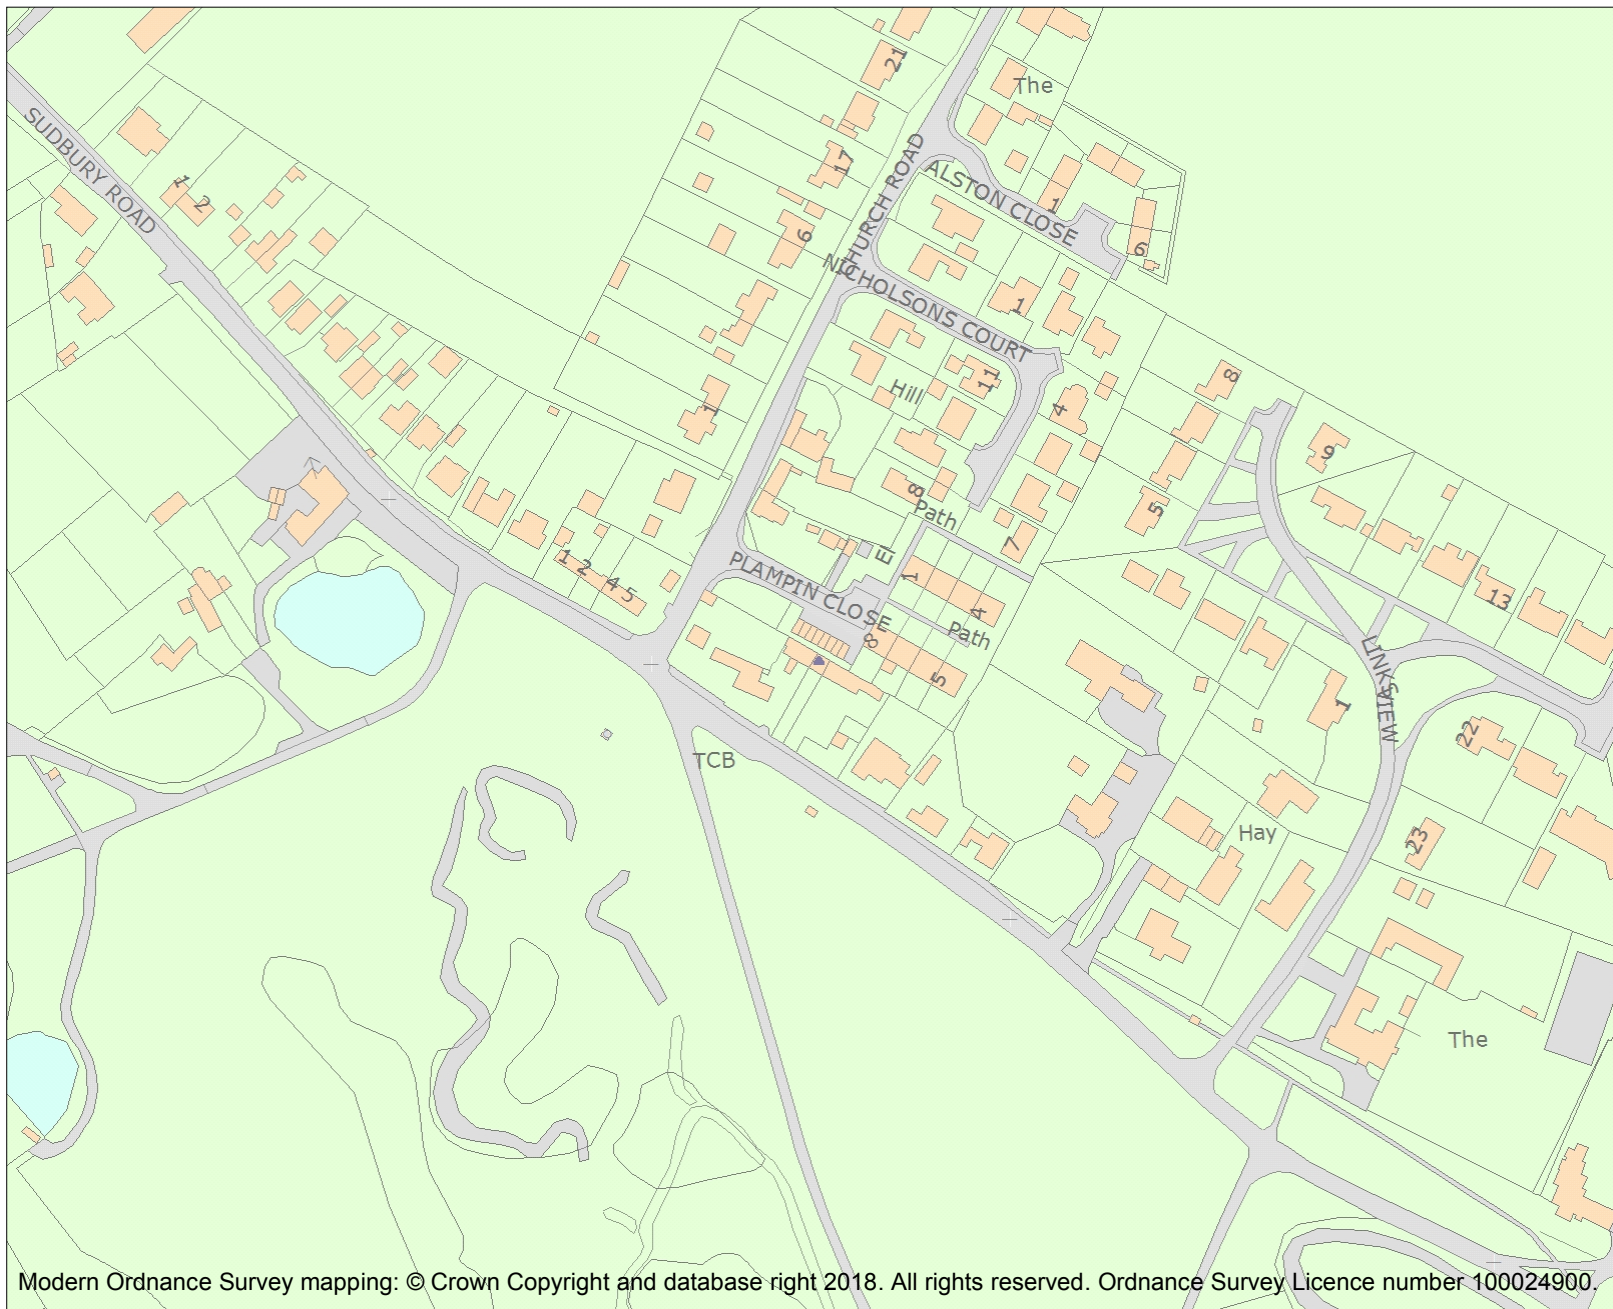 21
The
SUDBURY ROAD
17
CHURCH ROAD
ALSTON CLOSE
1
1 2
6
6
NICHOLSONS COURT
1
11
8
Hill
4
1
9
8
Path
5
El
7
1 2 4 5
PLAMPIN CLOSE
1
4
8
Path
5
13
LINKSVIEW
1
22
TCB
Hay
23
The
Modern Ordnance Survey mapping: © Crown Copyright and database right 2018. All rights reserved. Ordnance Survey Licence number 100024900.